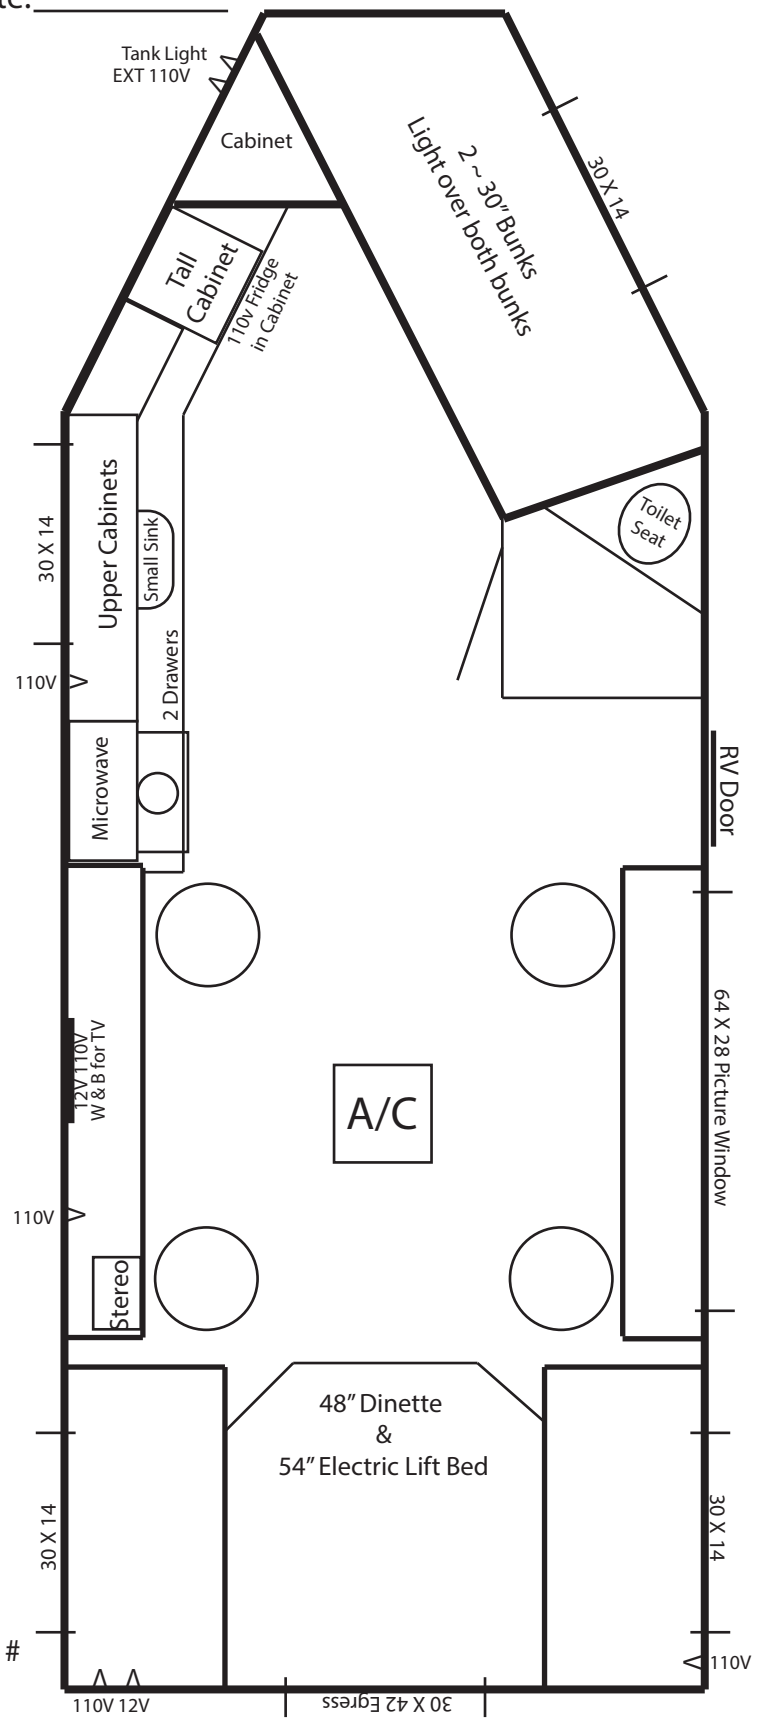 Tank Light
EXT 110V
Cabinet
2 ~ 30" Bunks
Light over both bunks
30 X 14
Tall
Cabinet
110v Fridge
in Cabinet
Upper Cabinets
Small Sink
30 X 14
Toilet
Seat
2 Drawers
110V
Microwave
RV Door
12V 110V
W & B for TV
64 X 28 Picture Window
A/C
110V
Stereo
48" Dinette
&
54" Electric Lift Bed
30 X 14
30 X 14
#
110V
110V 12V
30 X 42 Egress